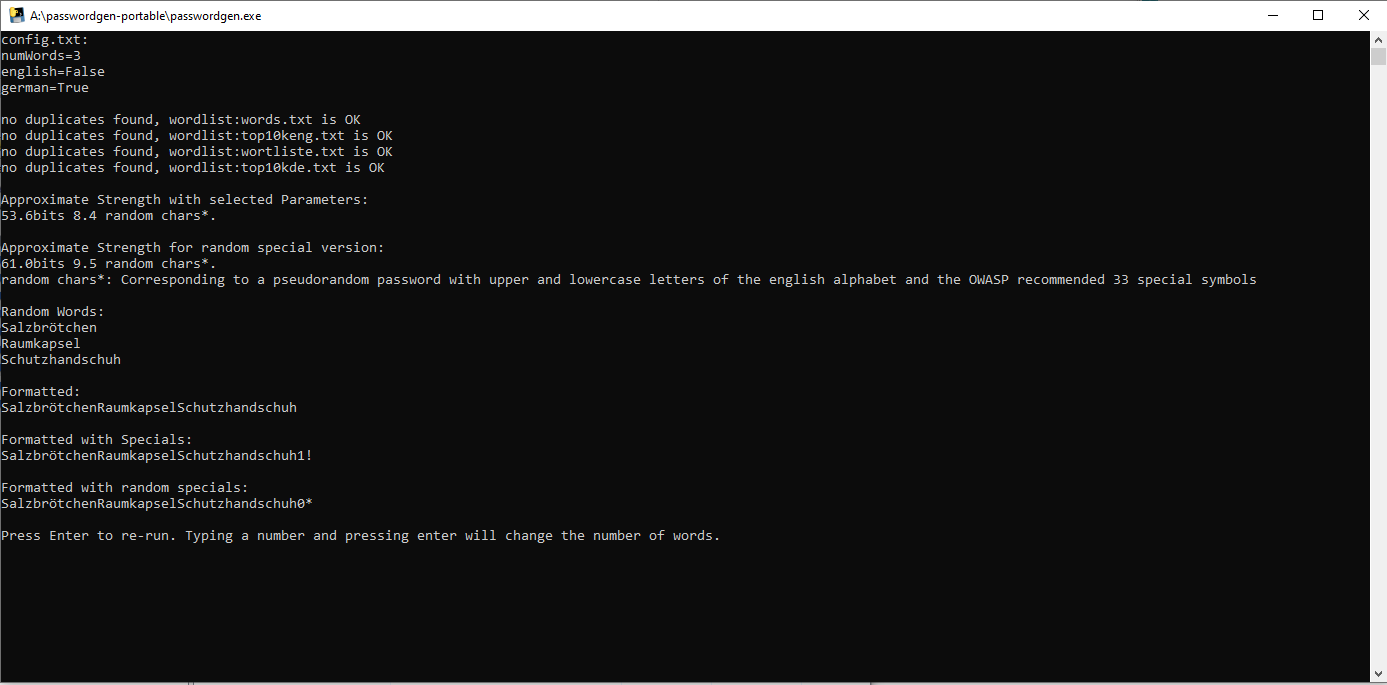 A:\passwordgen-portable\passwordgen.exe
config.txt:
numWords=3
english=False
german=True
no duplicates found, wordlist:words.txt is OK
no duplicates found, wordlist:top10keng.txt is OK
no duplicates found, wordlist:wortliste.txt is OK
no duplicates found, wordlist:top10kde.txt is OK
Approximate Strength with selected Parameters:
53.6bits 8.4 random chars*.
Approximate Strength for random special version:
61.0bits 9.5 random chars*.
random chars*: Corresponding to a pseudorandom password with upper and lowercase letters of the english alphabet and the OWASP recommended 33 special symbols
Random Words:
Salzbrötchen
Raumkapsel
Schutzhandschuh
Formatted:
SalzbrötchenRaumkapselSchutzhandschuh
Formatted with Specials:
SalzbrötchenRaumkapselSchutzhandschuh1!
Formatted with random specials:
SalzbrötchenRaumkapselSchutzhandschuh0*
Press Enter to re-run. Typing a number and pressing enter will change the number of words.